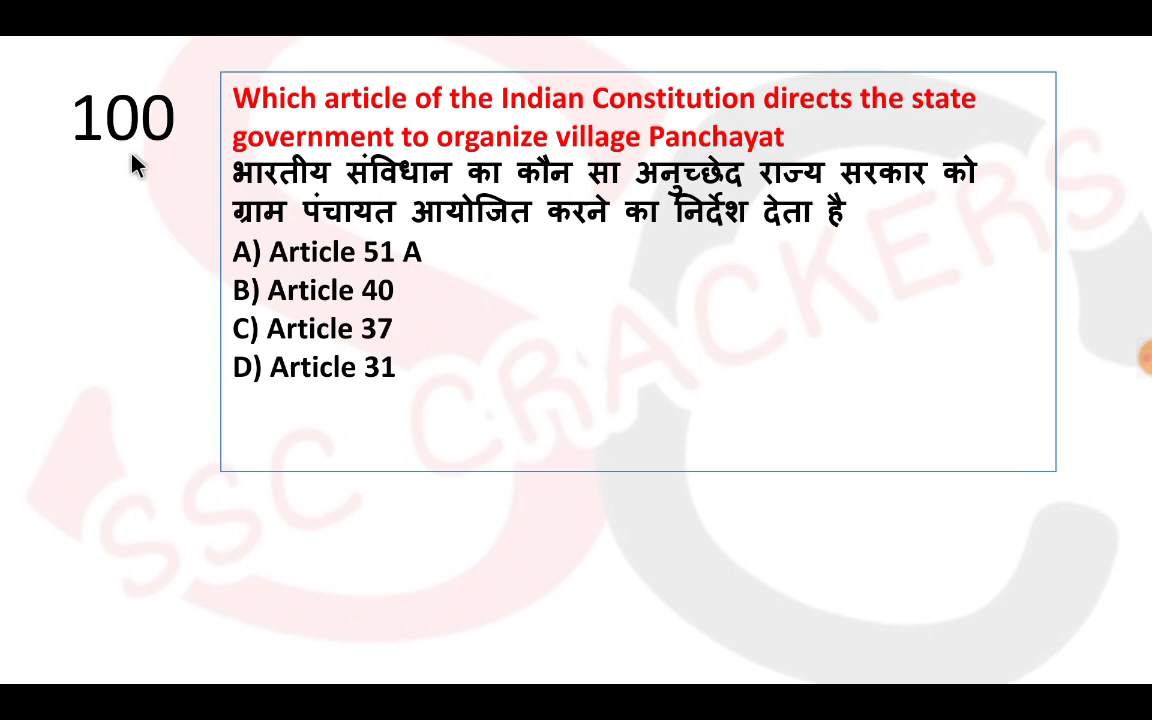 100
Which article of the Indian Constitution directs the state
government to organize village Panchayat
भारतीय संविधान का कौन सा अनुच्छेद राज्य सरकार को
ग्राम पंचायत आयोजित करने का निर्देश देता है
A) Article 51 A
B) Article 40
C) Article 37
D) Article 31
SSC CRACKERS